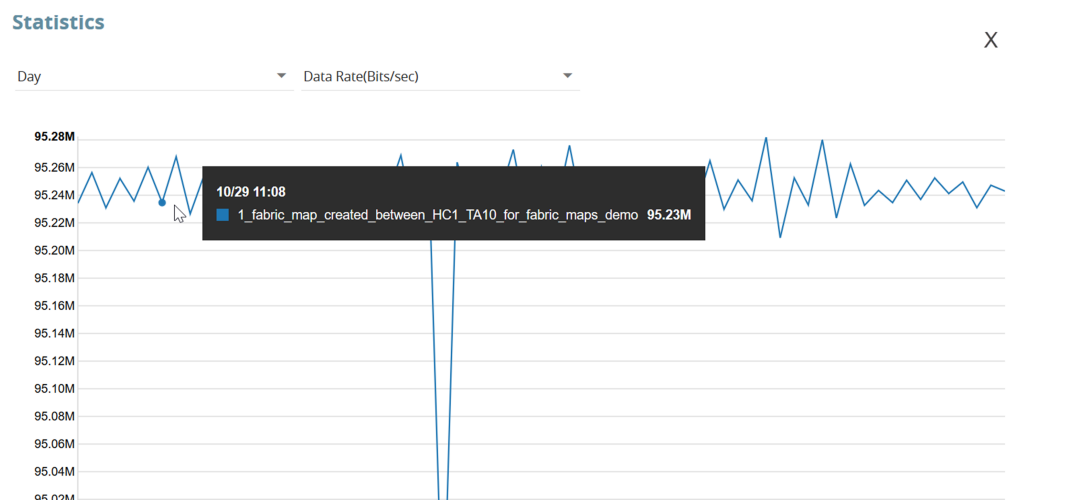 Statistics
X
Day
Data Rate(Bits/sec)
95.28M
95.26M
10/29 11:08
95.24M
1_fabric_map_created_between_HC1_TA10_for_fabric_maps_demo 95.23M
95.22M
95.20M
95.18M
95.16M
95.14M
95.12M
95.10M
95.08M
95.06M
95.04M
95.02M